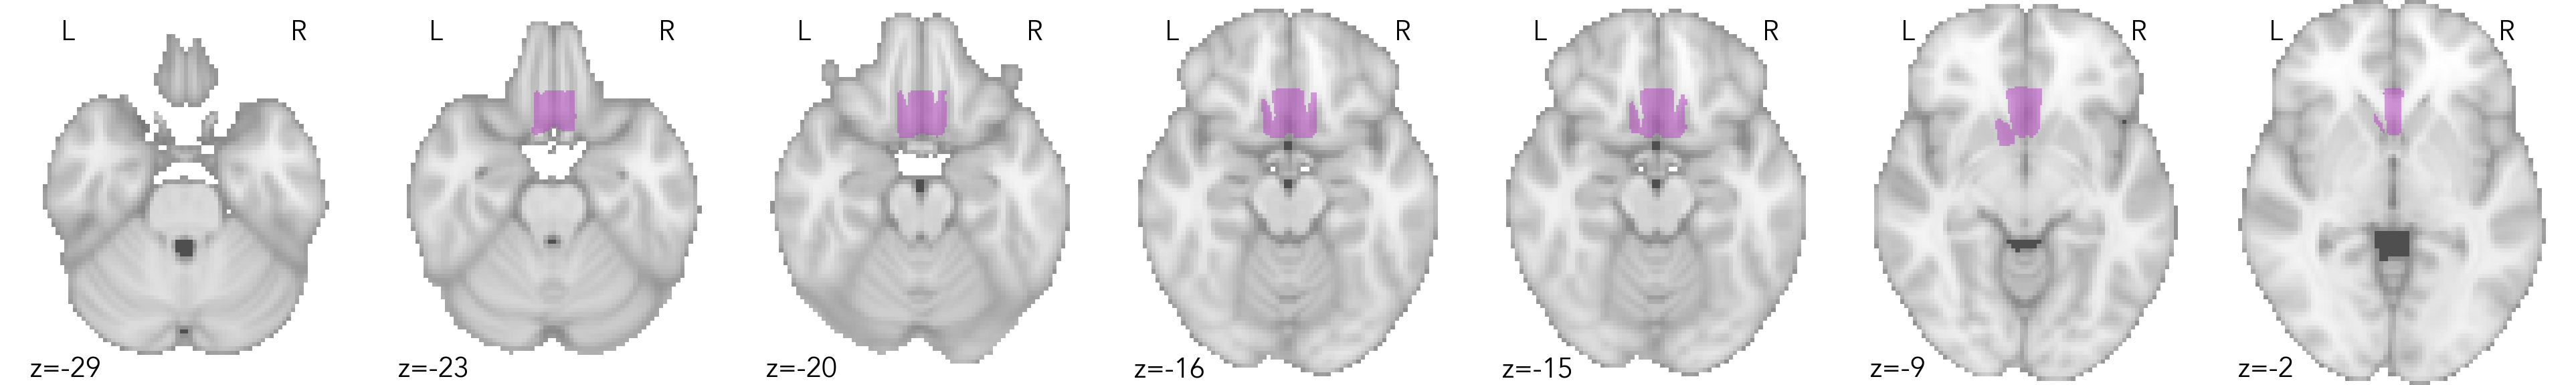 L R L R L R L R L R L R L R
z=-29 z=-23 z=-20 z=-16 z=-15 z=-9 z=-2